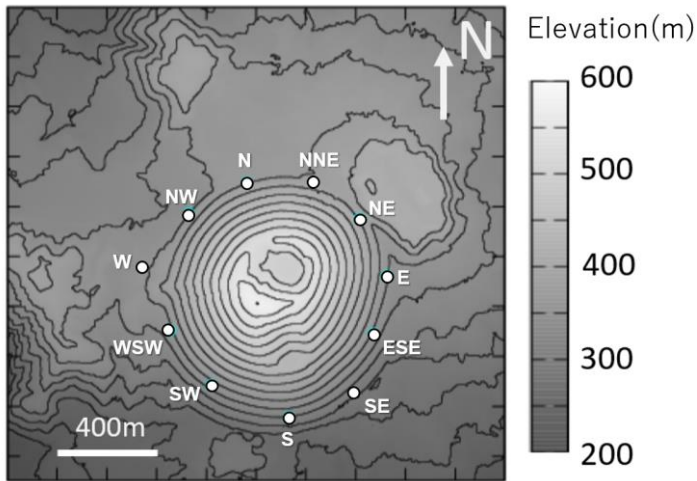 N
Elevation(m)
600
500
400
300
200
N
NNE
NW
NE
W
E
WSW
ESE
SW
SE
S
400m